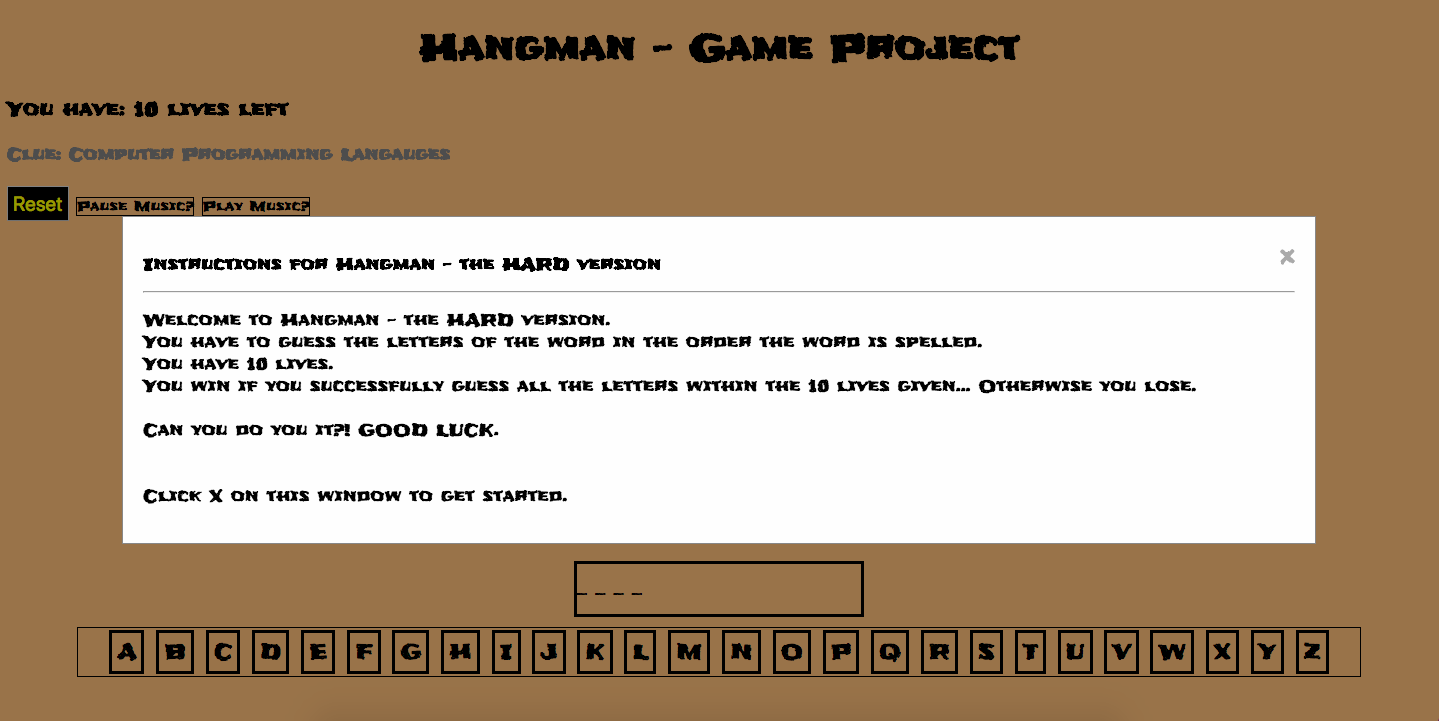 Hangman - Game Project
You have: 10 lives left
Clue: Computer Programming Langauges
Reset Pause Music? Play Music?
Instructions for Hangman - the HARD version ×
Welcome to Hangman - the HARD version.
You have to guess the letters of the word in the order the word is spelled.
You have 10 lives.
You win if you successfully guess all the letters within the 10 lives given... Otherwise you lose.
Can you do you it?! GOOD LUCK.
Click X on this window to get started.
_ _ _ _
A B C D E F G H I J K L M N O P Q R S T U V W X Y Z